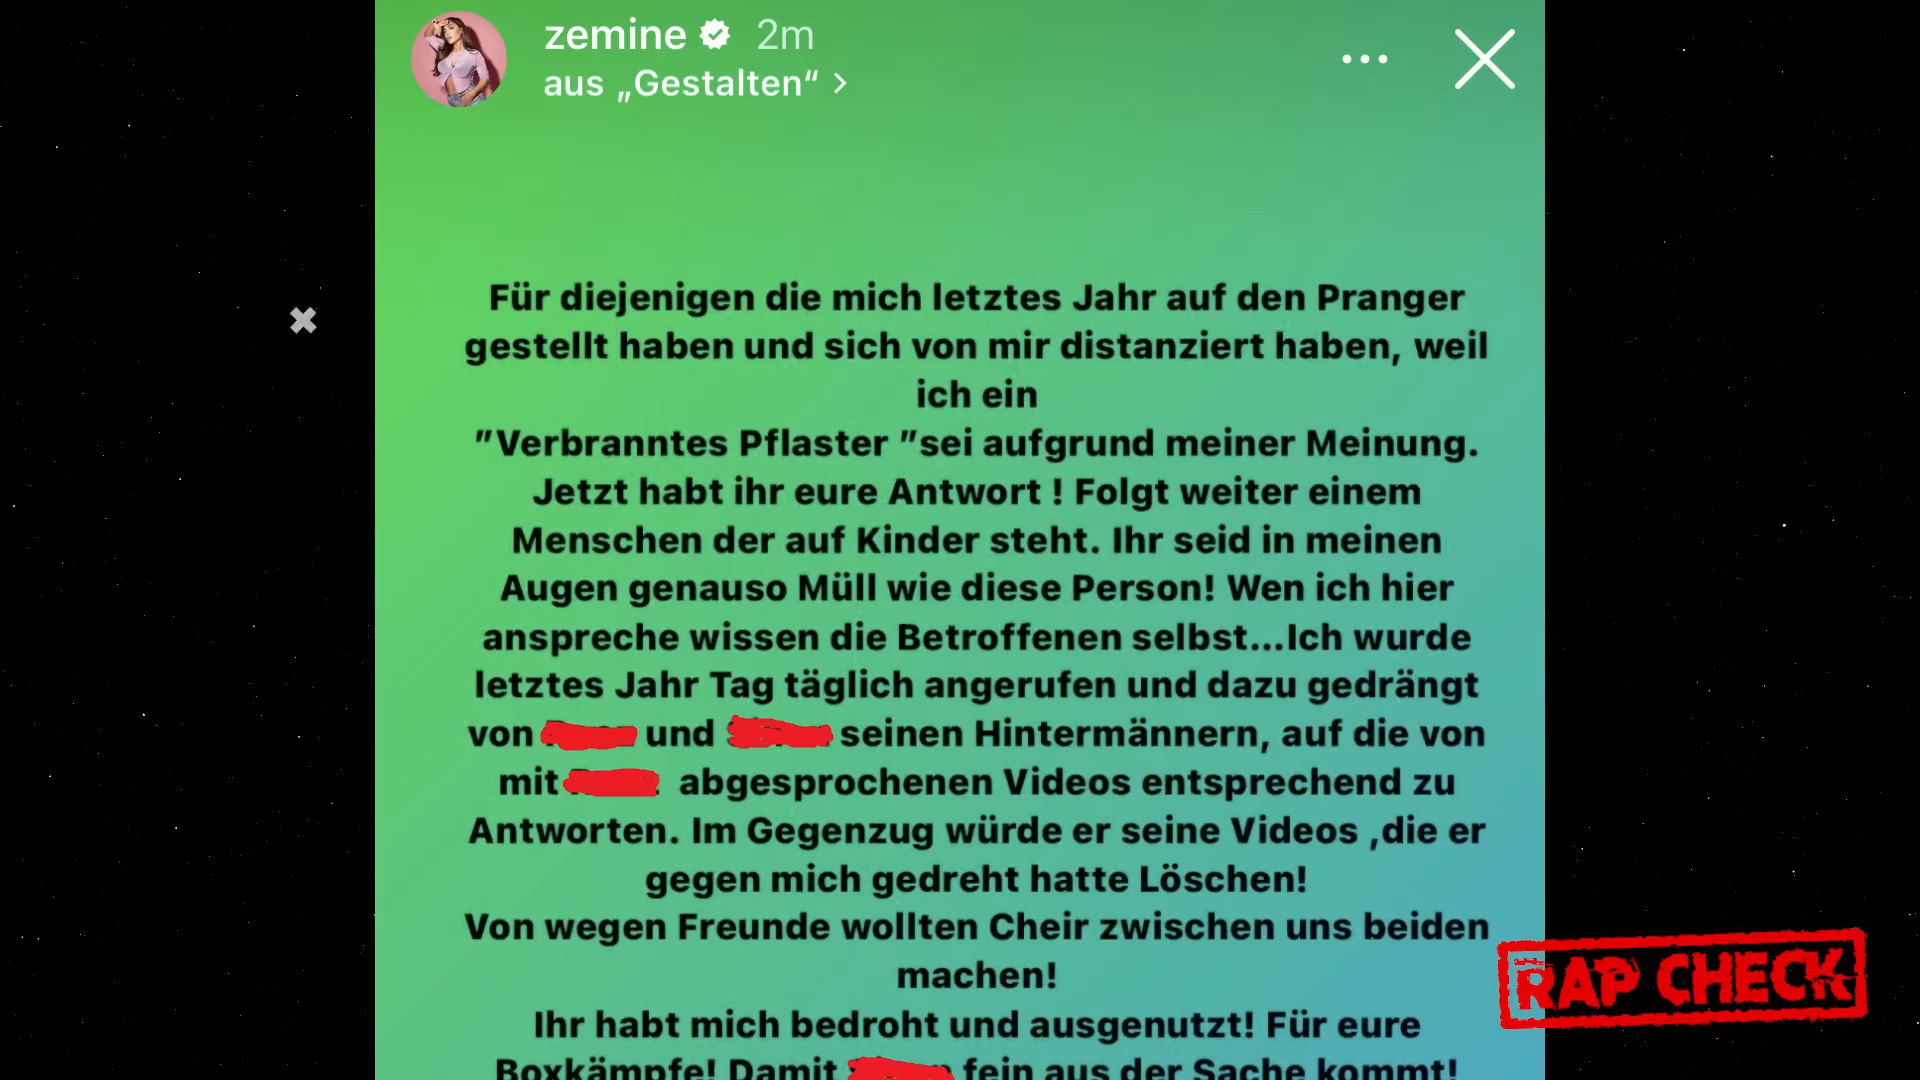 zemine 2m
aus „Gestalten“ >
Für diejenigen die mich letztes Jahr auf den Pranger
gestellt haben und sich von mir distanziert haben, weil
ich ein
”Verbranntes Pflaster ”sei aufgrund meiner Meinung.
Jetzt habt ihr eure Antwort ! Folgt weiter einem
Menschen der auf Kinder steht. Ihr seid in meinen
Augen genauso Müll wie diese Person! Wen ich hier
anspreche wissen die Betroffenen selbst...Ich wurde
letztes Jahr Tag täglich angerufen und dazu gedrängt
von und seinen Hintermännern, auf die von
mit abgesprochenen Videos entsprechend zu
Antworten. Im Gegenzug würde er seine Videos ,die er
gegen mich gedreht hatte Löschen!
Von wegen Freunde wollten Cheir zwischen uns beiden
machen!
Ihr habt mich bedroht und ausgenutzt! Für eure
Boxkämpfe! Damit fein aus der Sache kommt!
RAP CHECK